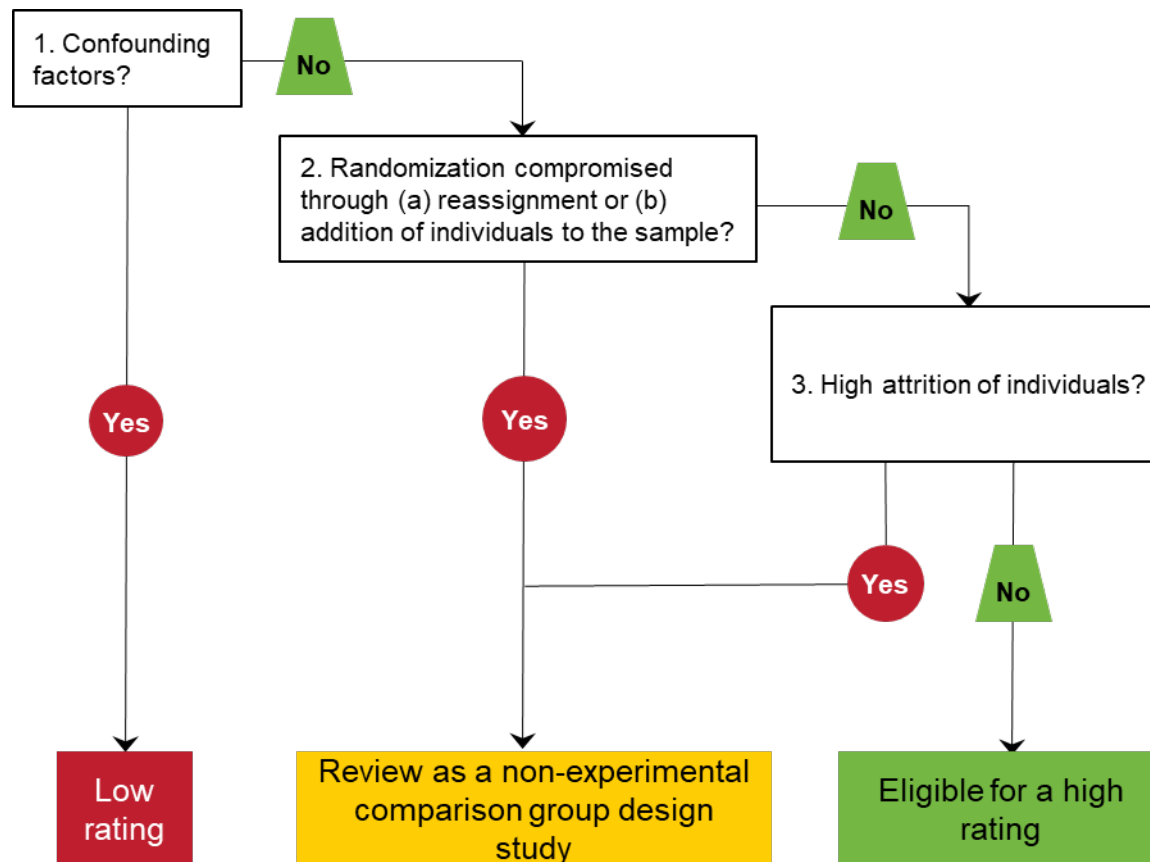 1. Confounding
factors?
No
2. Randomization compromised
through (a) reassignment or (b)
addition of individuals to the sample?
No
3. High attrition of individuals?
Yes
Yes
Yes
No
Low
rating
Review as a non-experimental
comparison group design
study
Eligible for a high
rating